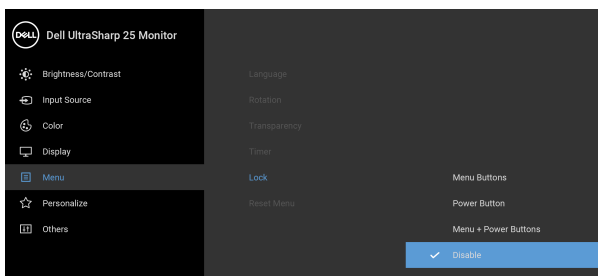 DELL
Dell UltraSharp 25 Monitor
Brightness/Contrast
Input Source
Color
Display
Menu
Personalize
Others
Language
Rotation
Transparency
Timer
Lock
Reset Menu
Menu Buttons
Power Button
Menu + Power Buttons
Disable